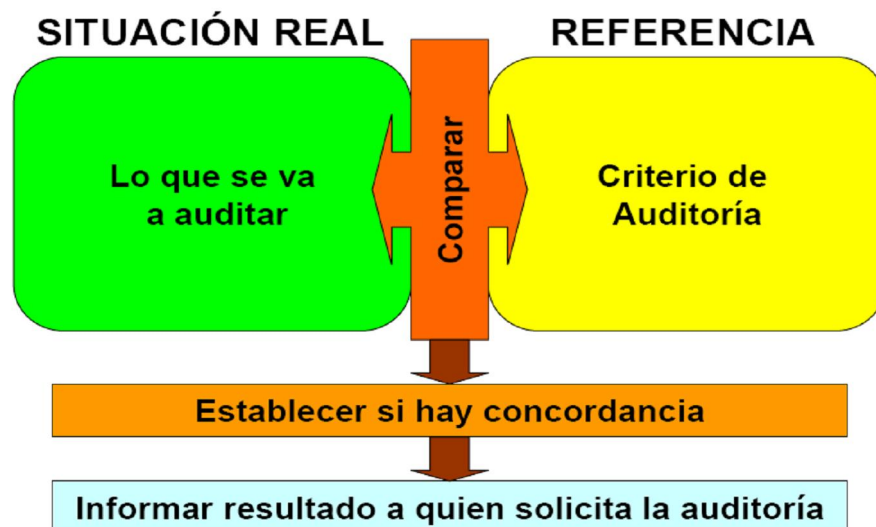 SITUACIÓN REAL
REFERENCIA
Lo que se va
a auditar
Comparar
Criterio de
Auditoría
Establecer si hay concordancia
Informar resultado a quien solicita la auditoría